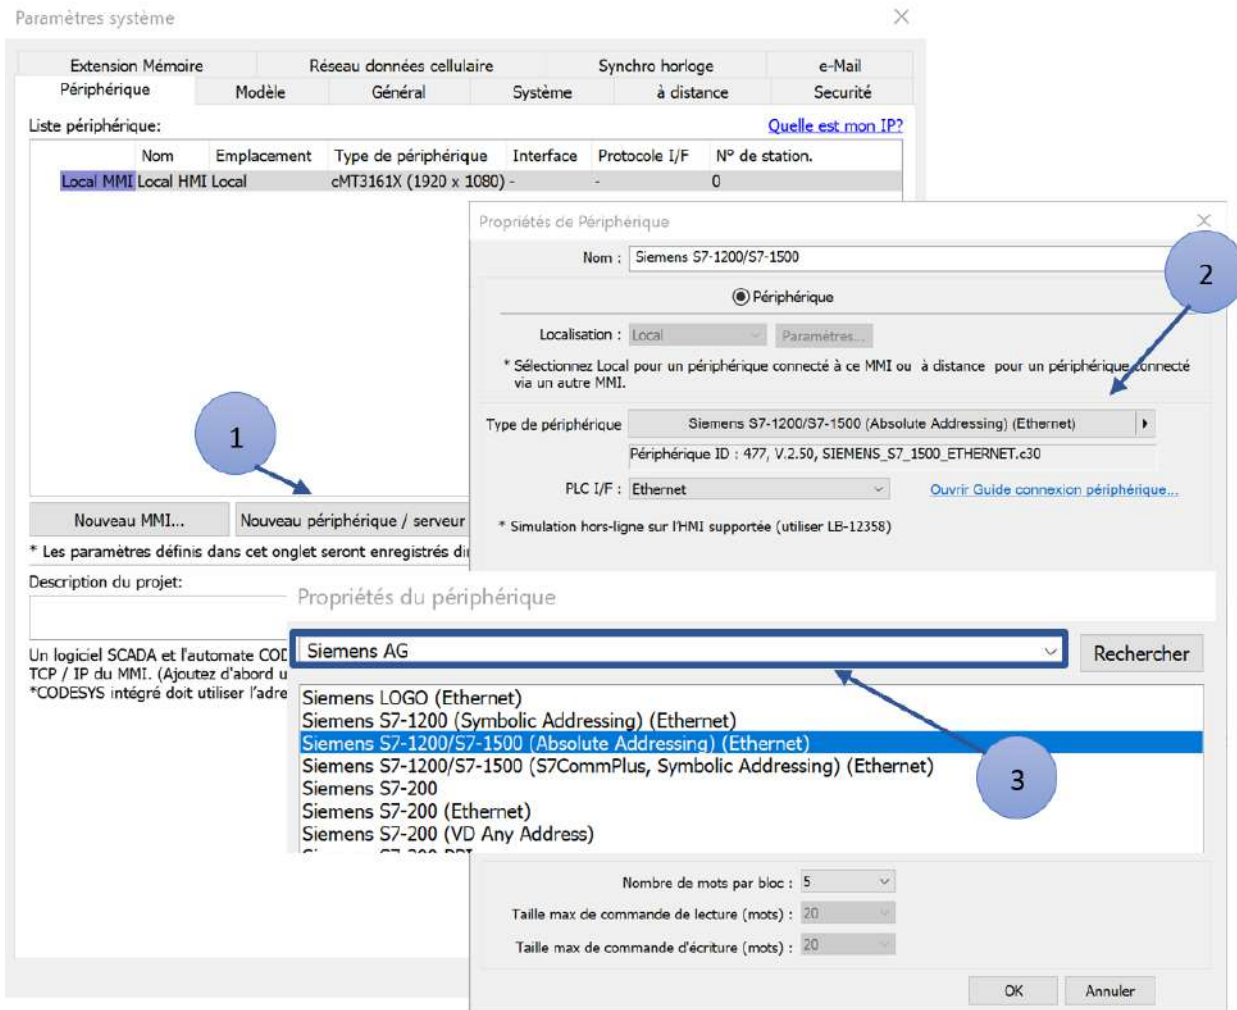 Paramètres système
Extension Mémoire Réseau données cellulaire Synchro horloge e-Mail
Périphérique Modèle Général Système à distance Securité
Liste périphérique: Quelle est mon IP?
Nom Emplacement Type de périphérique Interface Protocole I/F N° de station.
Local MMI Local HMI Local cMT3161X (1920 x 1080) - - 0
Propriétés de Périphérique
Nom : Siemens S7-1200/S7-1500
2
Périphérique
Localisation : Local Paramètres...
* Sélectionnez Local pour un périphérique connecté à ce MMI ou à distance pour un périphérique connecté
via un autre MMI.
1
Type de périphérique Siemens S7-1200/S7-1500 (Absolute Addressing) (Ethernet)
Périphérique ID : 477, V.2.50, SIEMENS_S7_1500_ETHERNET.c30
PLC I/F : Ethernet Ouvrir Guide connexion périphérique...
Nouveau MMI... Nouveau périphérique / serveur
* Simulation hors-ligne sur l'HMI supportée (utiliser LB-12358)
* Les paramètres définis dans cet onglet seront enregistrés
Description du projet:
Propriétés du périphérique
Siemens AG Rechercher
Un logiciel SCADA et l'automate
TCP / IP du MMI. (Ajoutez d'abord
*CODESYS intégré doit utiliser
Siemens LOGO (Ethernet)
Siemens S7-1200 (Symbolic Addressing) (Ethernet)
Siemens S7-1200/S7-1500 (Absolute Addressing) (Ethernet)
Siemens S7-1200/S7-1500 (S7CommPlus, Symbolic Addressing) (Ethernet)
3
Siemens S7-200
Siemens S7-200 (Ethernet)
Siemens S7-200 (VD Any Address)
Nombre de mots par bloc : 5
Taille max de commande de lecture (mots) : 20
Taille max de commande d'écriture (mots) : 20
OK Annuler